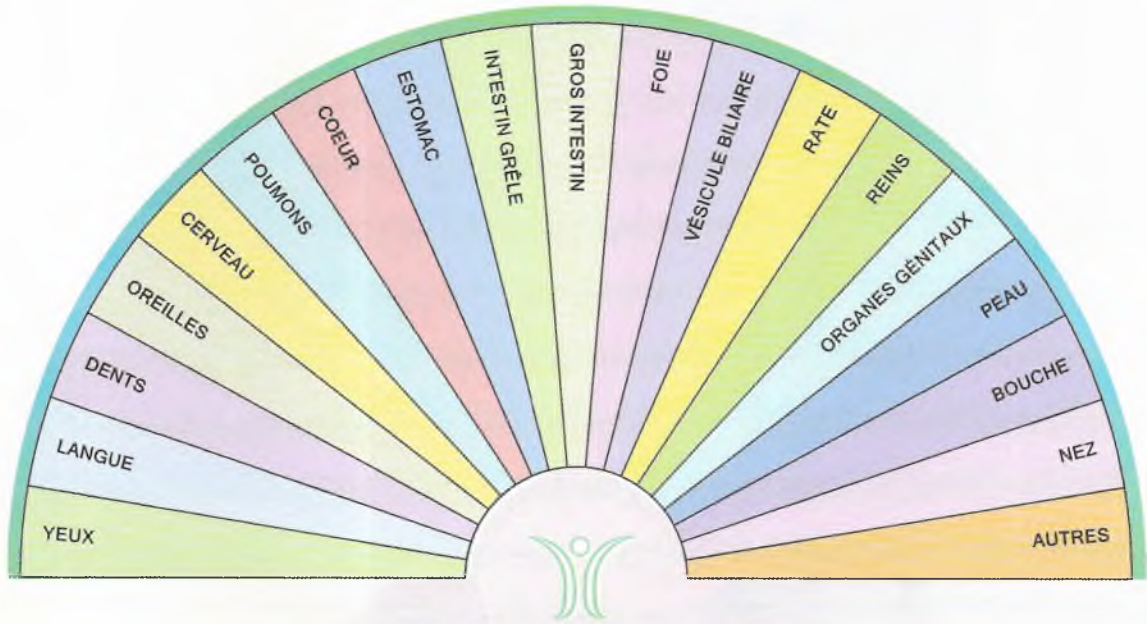 YEUX
LANGUE
DENTS
OREILLES
CERVEAU
POUMONS
COEUR
ESTOMAC
INTESTIN GRÊLE
GROS INTESTIN
FOIE
VÉSICULE BILIAIRE
RATE
REINS
ORGANES GÉNITAUX
PEAU
BOUCHE
NEZ
AUTRES